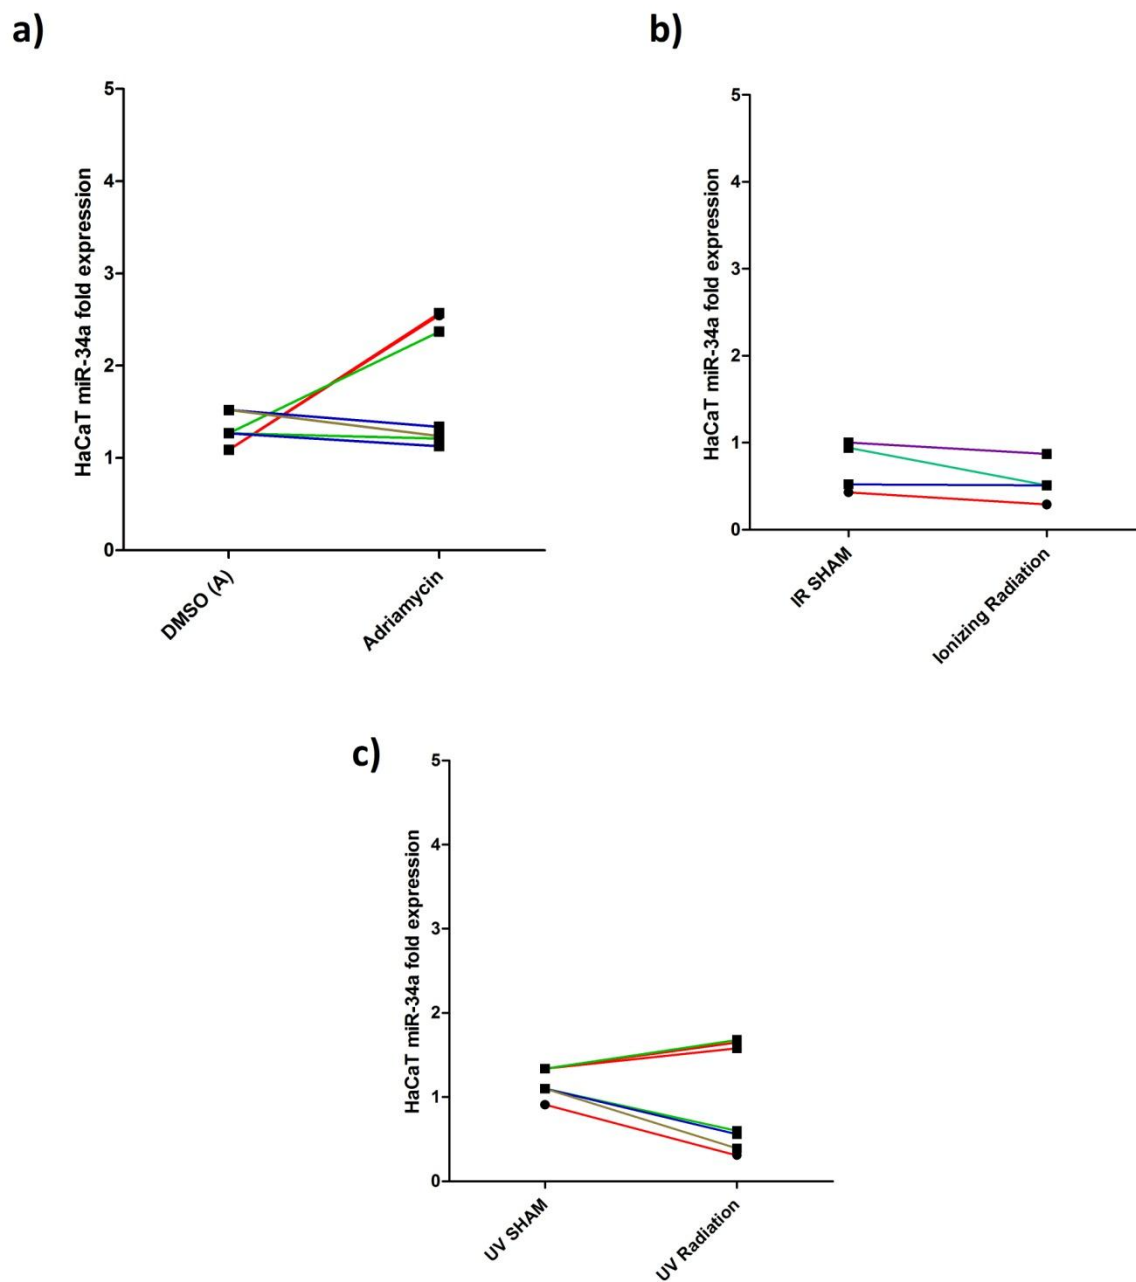 a)
5
4
3
2
1
0
HaCaT miR-34a fold expression
DMSO (A)
Adriamycin
b)
5
4
3
2
1
0
HaCaT miR-34a fold expression
IR SHAM
Ionizing Radiation
c)
5
4
3
2
1
0
HaCaT miR-34a fold expression
UV SHAM
UV Radiation